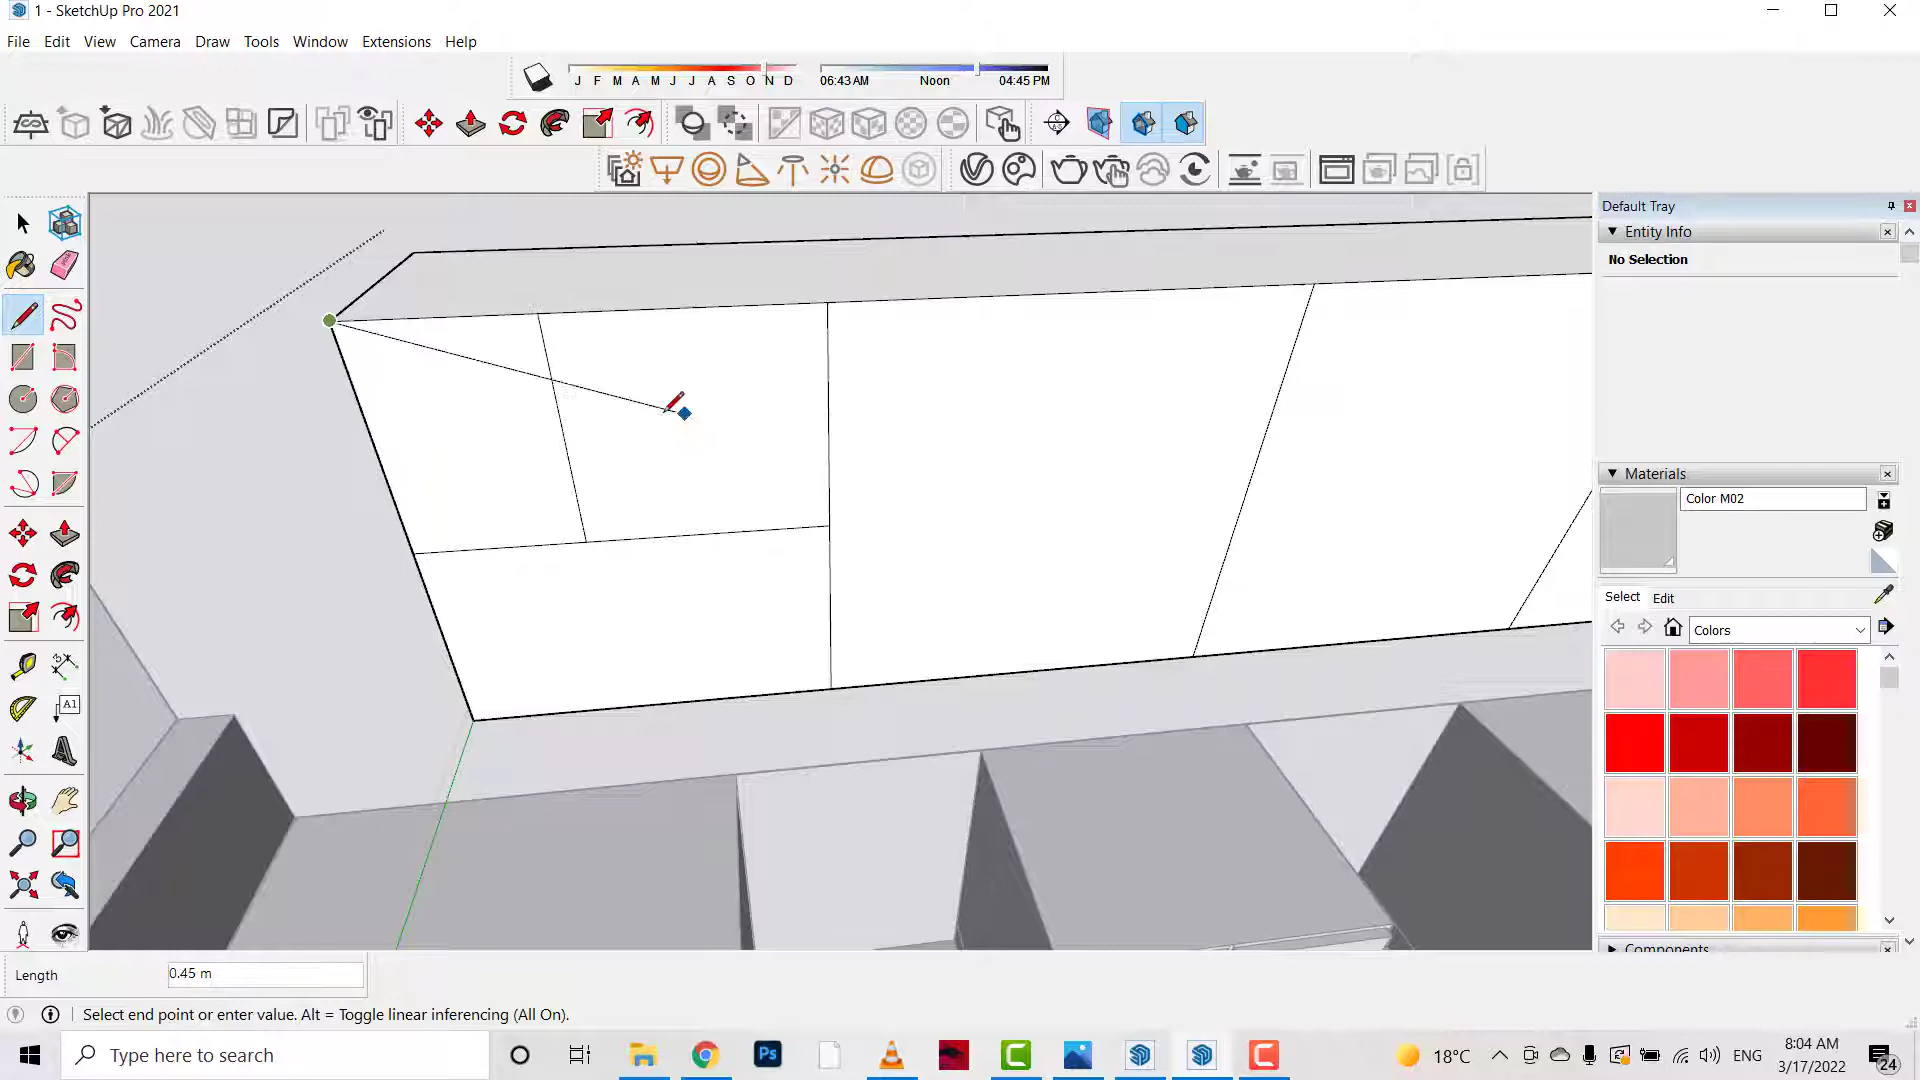 1 - SketchUp Pro 2021
File Edit View Camera Draw Tools Window Extensions Help
J F M A M J J A S O N D
06:43 AM Noon 04:45 PM
Default Tray
Entity Info
No Selection
Materials
Color M02
Select Edit
Colors
A1
Components
Length 0.45 m
Select end point or enter value. Alt = Toggle linear inferencing (All On).
Type here to search
Ps
18°C
ENG
8:04 AM
3/17/2022
24